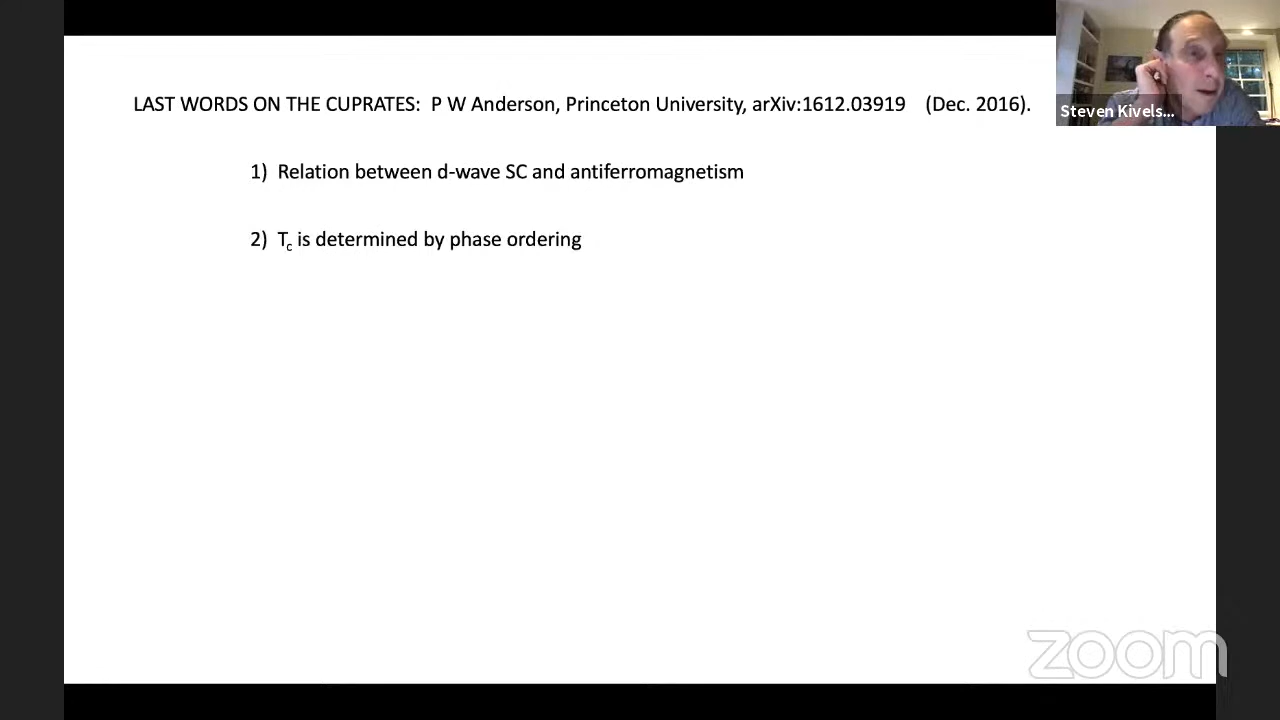 LAST WORDS ON THE CUPRATES: P W Anderson, Princeton University, arXiv:1612.03919 (Dec. 2016).
Steven Kivels...
1) Relation between d-wave SC and antiferromagnetism
2) Tc is determined by phase ordering
zoom